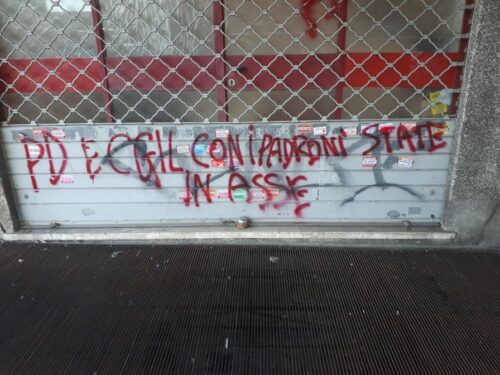 PD E CGIL CON I PADRONI STATE
IN ASSE